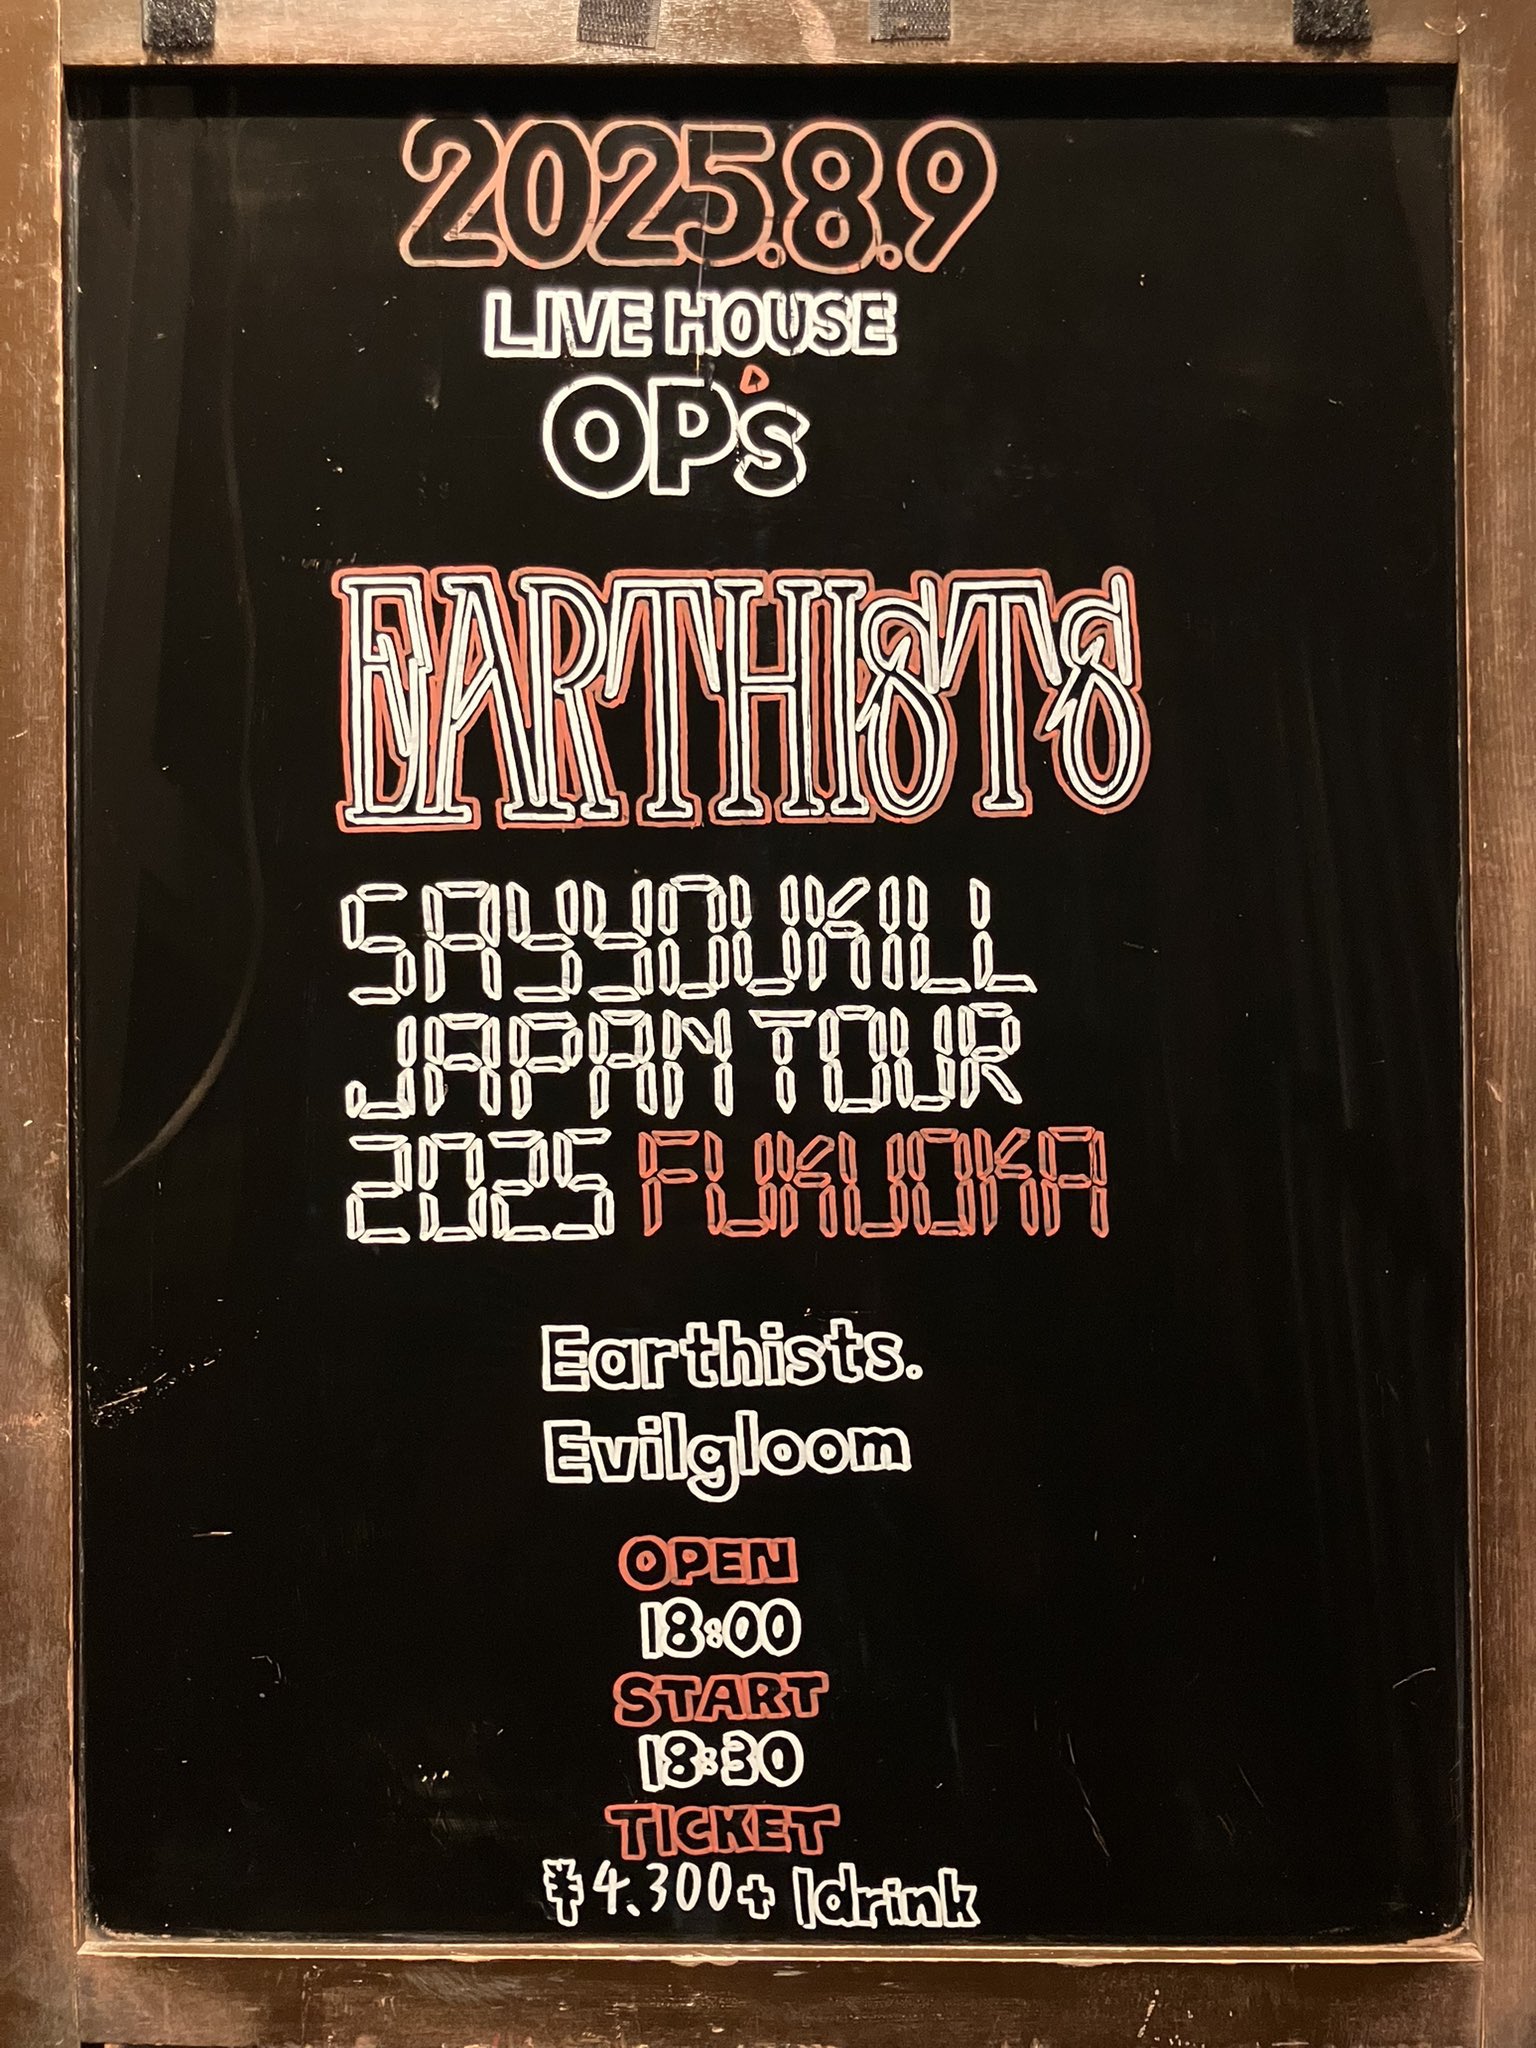 2025.8.9
LIVE HOUSE
OP's
EARTHISTS
SAYYOUKILL
JAPAN TOUR
2025 FUKUOKA
Earthists.
Evilgloom
OPEN
18:00
START
18:30
TICKET
¥4.300+1drink